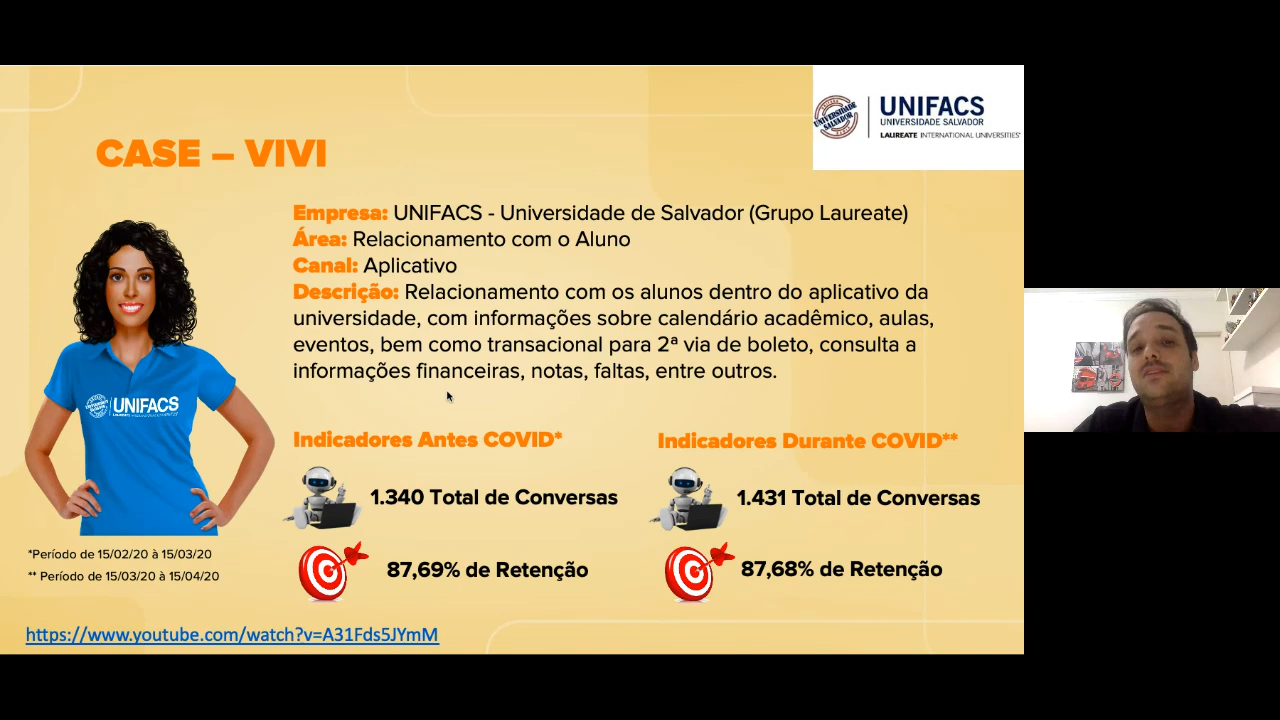 UNIFACS
UNIVERSIDADE SALVADOR
LAUREATE INTERNATIONAL UNIVERSITIES
UNIVERSIDADE SALVADOR
CASE – VIVI
Empresa: UNIFACS - Universidade de Salvador (Grupo Laureate)
Área: Relacionamento com o Aluno
Canal: Aplicativo
Descrição: Relacionamento com os alunos dentro do aplicativo da
universidade, com informações sobre calendário acadêmico, aulas,
eventos, bem como transacional para 2ª via de boleto, consulta a
informações financeiras, notas, faltas, entre outros.
UNIFACS
Indicadores Antes COVID*
1.340 Total de Conversas
87,69% de Retenção
Indicadores Durante COVID**
1.431 Total de Conversas
87,68% de Retenção
*Período de 15/02/20 à 15/03/20
** Período de 15/03/20 à 15/04/20
https://www.youtube.com/watch?v=A31Fds5JYmM